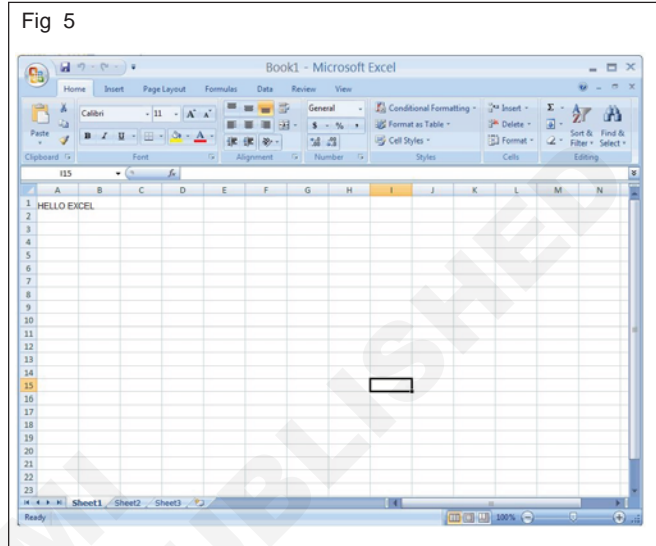 Fig 5
Book1 - Microsoft Excel
Home Insert Page Layout Formulas Data Review View
Calibri 11 A A General Conditional Formatting Insert Σ
Paste B I U A $ % , Format as Table Delete Sort & Filter Find & Select
Cell Styles Format
Clipboard Font Alignment Number Styles Cells Editing
I15 fx
A B C D E F G H I J K L M N
1 HELLO EXCEL
2
3
4
5
6
7
8
9
10
11
12
13
14
15
16
17
18
19
20
21
22
23
Sheet1 Sheet2 Sheet3
Ready 100%